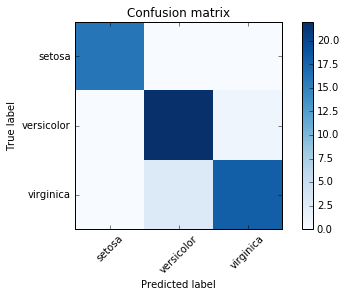 Confusion matrix
True label
setosa
versicolor
virginica
setosa
versicolor
virginica
Predicted label
20.0
17.5
15.0
12.5
10.0
7.5
5.0
2.5
0.0